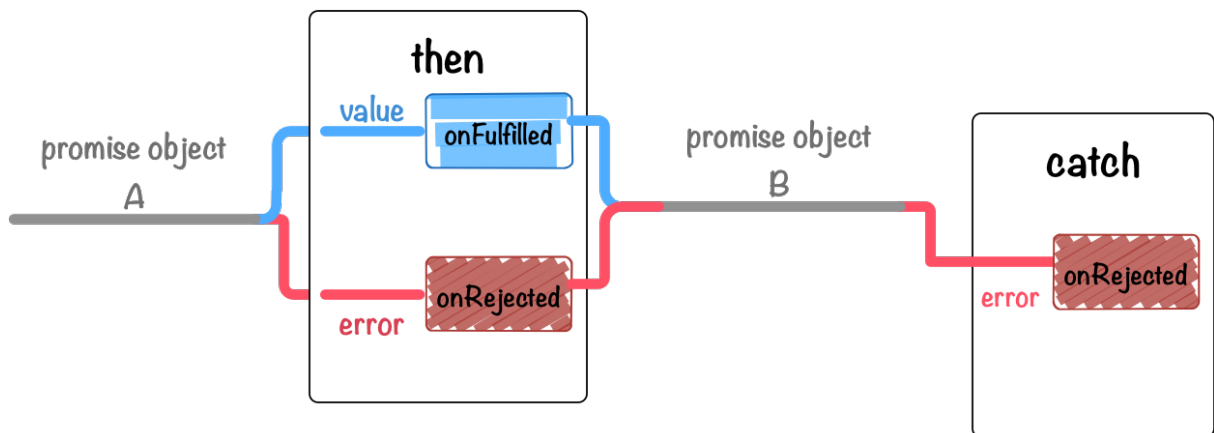 then
value
onFulfilled
promise object
A
onRejected
error
promise object
B
catch
onRejected
error